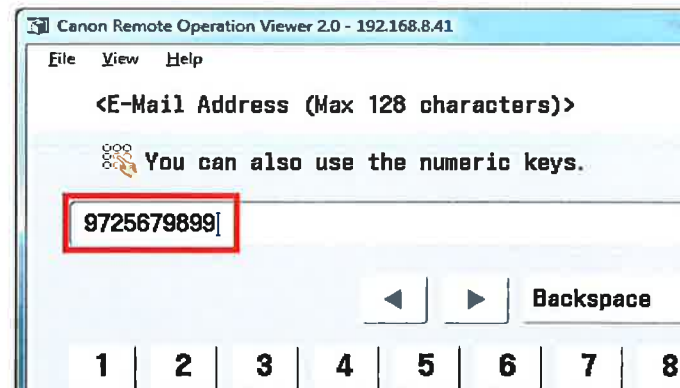 Canon Remote Operation Viewer 2.0 - 192.168.8.41
File View Help
<E-Mail Address (Max 128 characters)>
You can also use the numeric keys.
9725679899
Backspace
1 2 3 4 5 6 7 8